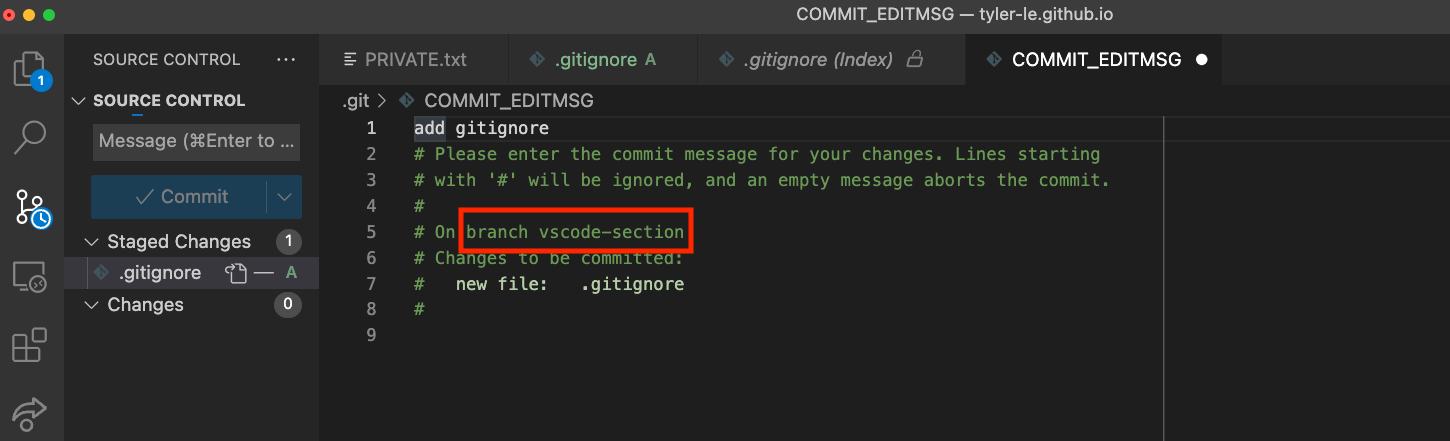 COMMIT_EDITMSG — tyler-le.github.io
1
SOURCE CONTROL ···
SOURCE CONTROL
Message (⌘Enter to ...
Commit
Staged Changes 1
.gitignore A
Changes 0
PRIVATE.txt .gitignore A .gitignore (Index) COMMIT_EDITMSG
.git > COMMIT_EDITMSG
1 add gitignore
2 # Please enter the commit message for your changes. Lines starting
3 # with '#' will be ignored, and an empty message aborts the commit.
4 #
5 # On branch vscode-section
6 # Changes to be committed:
7 # new file: .gitignore
8 #
9